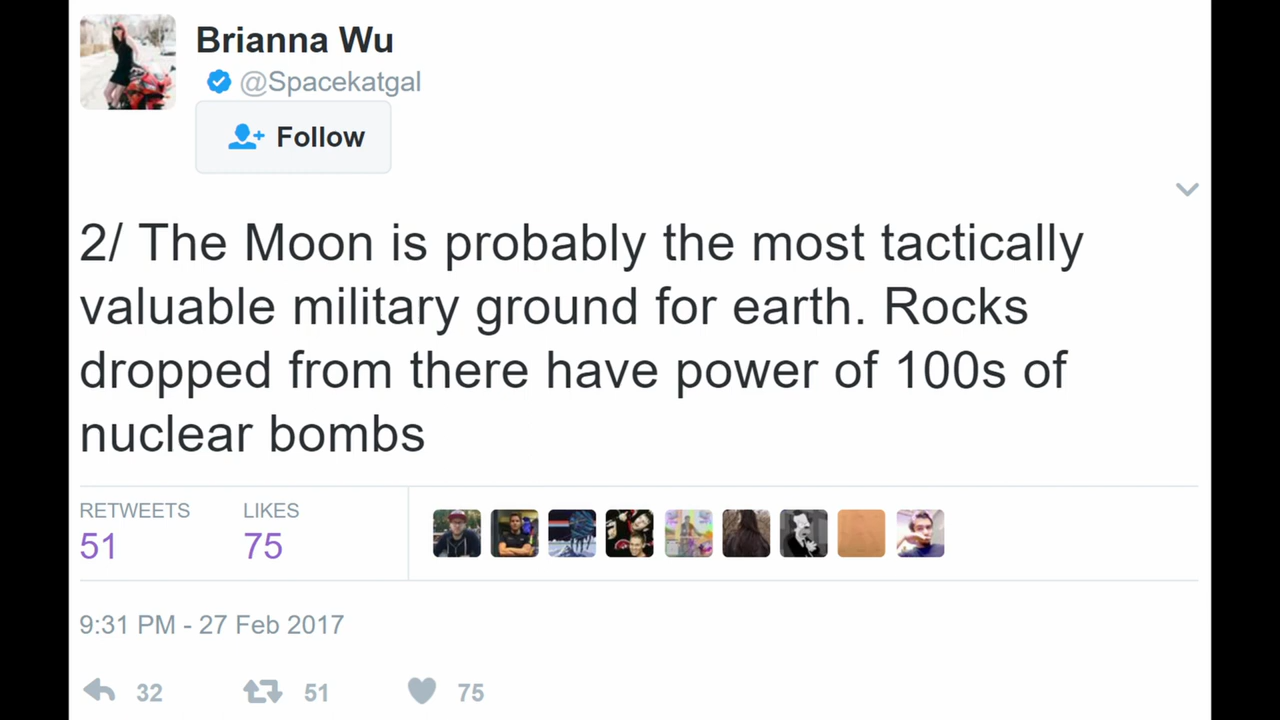 Brianna Wu
@Spacekatgal
Follow
2/ The Moon is probably the most tactically
valuable military ground for earth. Rocks
dropped from there have power of 100s of
nuclear bombs
RETWEETS LIKES
51 75
9:31 PM - 27 Feb 2017
32 51 75